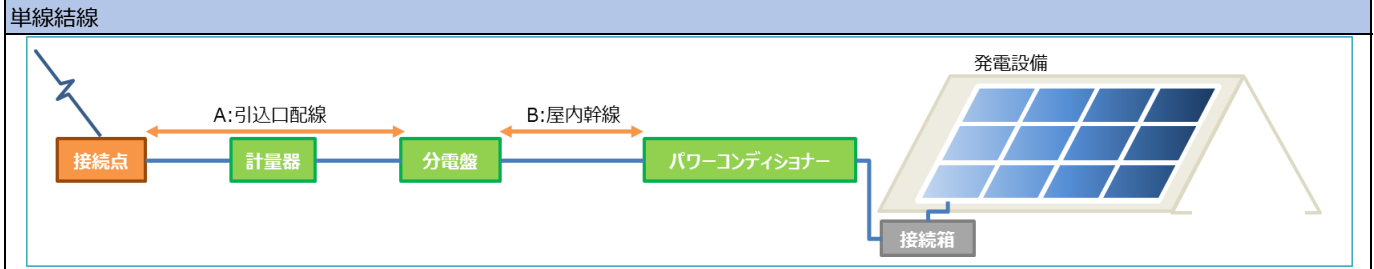 単線結線
発電設備
A:引込口配線
B:屋内幹線
接続点
計量器
分電盤
パワーコンディショナー
接続箱